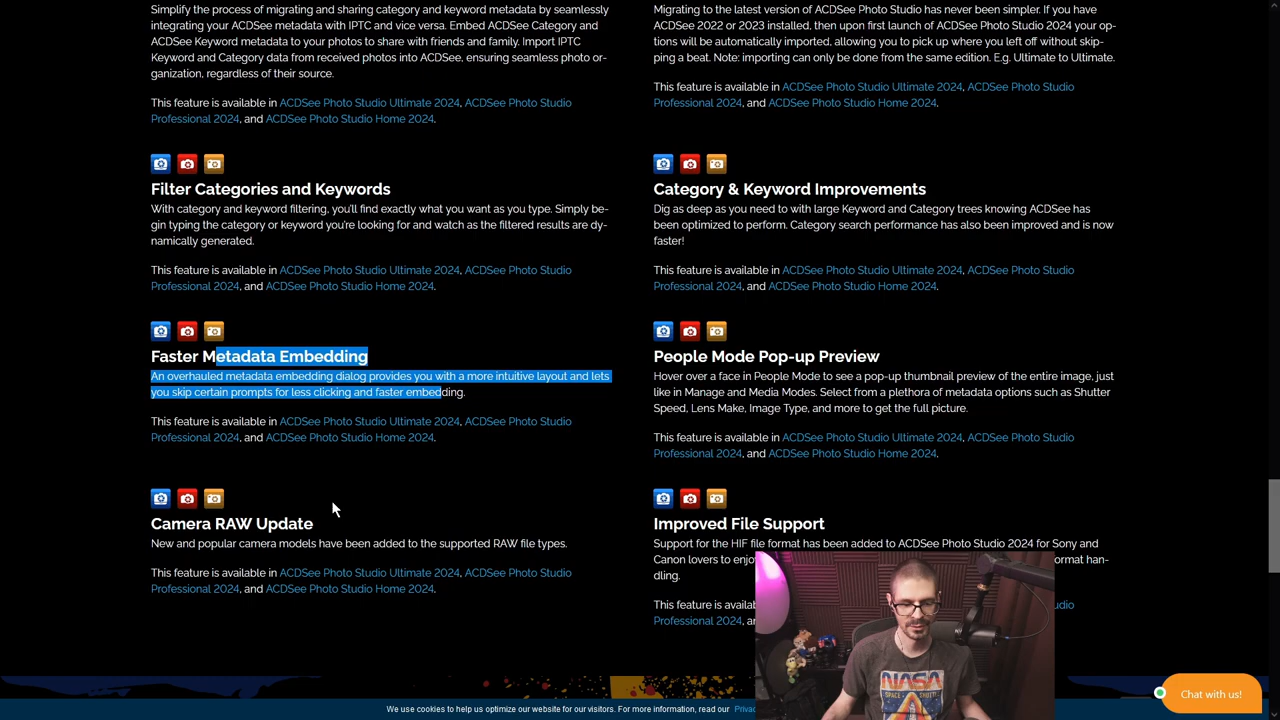 Simplify the process of migrating and sharing category and keyword metadata by seamlessly
integrating your ACDSee metadata with IPTC and vice versa. Embed ACDSee Category and
ACDSee Keyword metadata to your photos to share with friends and family. Import IPTC
Keyword and Category data from received photos into ACDSee, ensuring seamless photo or-
ganization, regardless of their source.
This feature is available in ACDSee Photo Studio Ultimate 2024, ACDSee Photo Studio
Professional 2024, and ACDSee Photo Studio Home 2024.
Migrating to the latest version of ACDSee Photo Studio has never been simpler. If you have
ACDSee 2022 or 2023 installed, then upon first launch of ACDSee Photo Studio 2024 your op-
tions will be automatically imported, allowing you to pick up where you left off without skip-
ping a beat. Note: importing can only be done from the same edition. E.g. Ultimate to Ultimate.
This feature is available in ACDSee Photo Studio Ultimate 2024, ACDSee Photo Studio
Professional 2024, and ACDSee Photo Studio Home 2024.
Filter Categories and Keywords
With category and keyword filtering, you'll find exactly what you want as you type. Simply be-
gin typing the category or keyword you're looking for and watch as the filtered results are dy-
namically generated.
This feature is available in ACDSee Photo Studio Ultimate 2024, ACDSee Photo Studio
Professional 2024, and ACDSee Photo Studio Home 2024.
Category & Keyword Improvements
Dig as deep as you need to with large Keyword and Category trees knowing ACDSee has
been optimized to perform. Category search performance has also been improved and is now
faster!
This feature is available in ACDSee Photo Studio Ultimate 2024, ACDSee Photo Studio
Professional 2024, and ACDSee Photo Studio Home 2024.
Faster Metadata Embedding
An overhauled metadata embedding dialog provides you with a more intuitive layout and lets
you skip certain prompts for less clicking and faster embedding.
This feature is available in ACDSee Photo Studio Ultimate 2024, ACDSee Photo Studio
Professional 2024, and ACDSee Photo Studio Home 2024.
People Mode Pop-up Preview
Hover over a face in People Mode to see a pop-up thumbnail preview of the entire image, just
like in Manage and Media Modes. Select from a plethora of metadata options such as Shutter
Speed, Lens Make, Image Type, and more to get the full picture.
This feature is available in ACDSee Photo Studio Ultimate 2024, ACDSee Photo Studio
Professional 2024, and ACDSee Photo Studio Home 2024.
Camera RAW Update
New and popular camera models have been added to the supported RAW file types.
This feature is available in ACDSee Photo Studio Ultimate 2024, ACDSee Photo Studio
Professional 2024, and ACDSee Photo Studio Home 2024.
Improved File Support
Support for the HIF file format has been added to ACDSee Photo Studio 2024 for Sony and
Canon lovers to enjo ormat han-
dling.
This feature is availab dio
Professional 2024, a
NASA
We use cookies to help us optimize our website for our visitors. For more information, read our Privac
Chat with us!